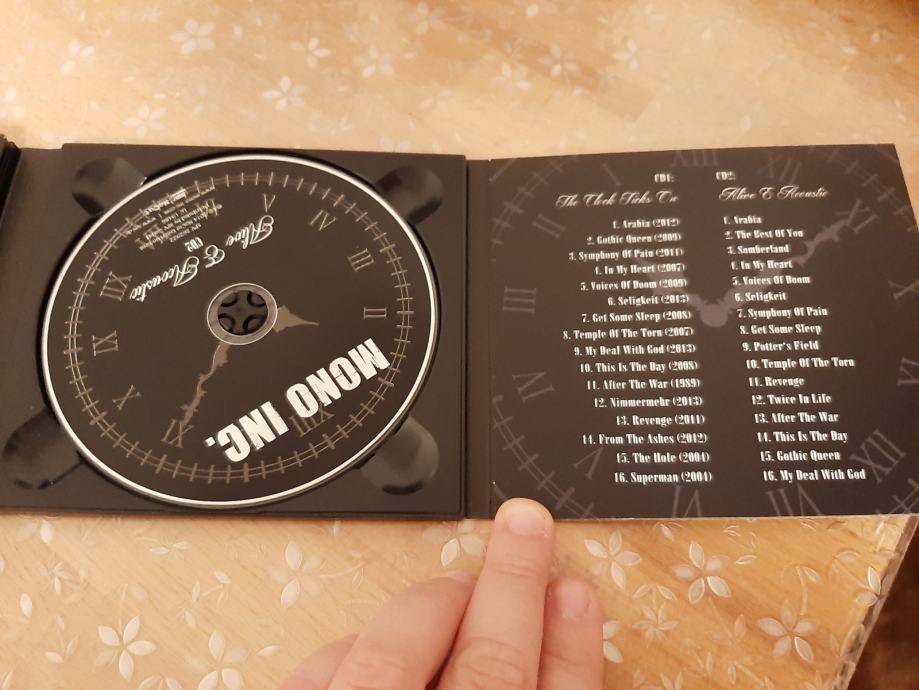 MONO INC.
Alive & Acoustic
CD2
XII
II
III
IV
V
IX
X
CD1:
The Clock Ticks On
1. Arabia (2012)
2. Gothic Queen (2009)
3. Symphony Of Pain (2011)
4. In My Heart (2007)
5. Voices Of Doom (2009)
6. Seligkeit (2013)
7. Get Some Sleep (2008)
8. Temple Of The Torn (2007)
9. My Deal With God (2013)
10. This Is The Day (2008)
11. After The War (1989)
12. Nimmermehr (2013)
13. Revenge (2011)
14. From The Ashes (2012)
15. The Hole (2004)
16. Superman (2004)
CD2:
Alive & Acoustic
1. Arabia
2. The Best Of You
3. Somberland
4. In My Heart
5. Voices Of Doom
6. Seligkeit
7. Symphony Of Pain
8. Get Some Sleep
9. Potter's Field
10. Temple Of The Torn
11. Revenge
12. Twice In Life
13. After The War
14. This Is The Day
15. Gothic Queen
16. My Deal With God